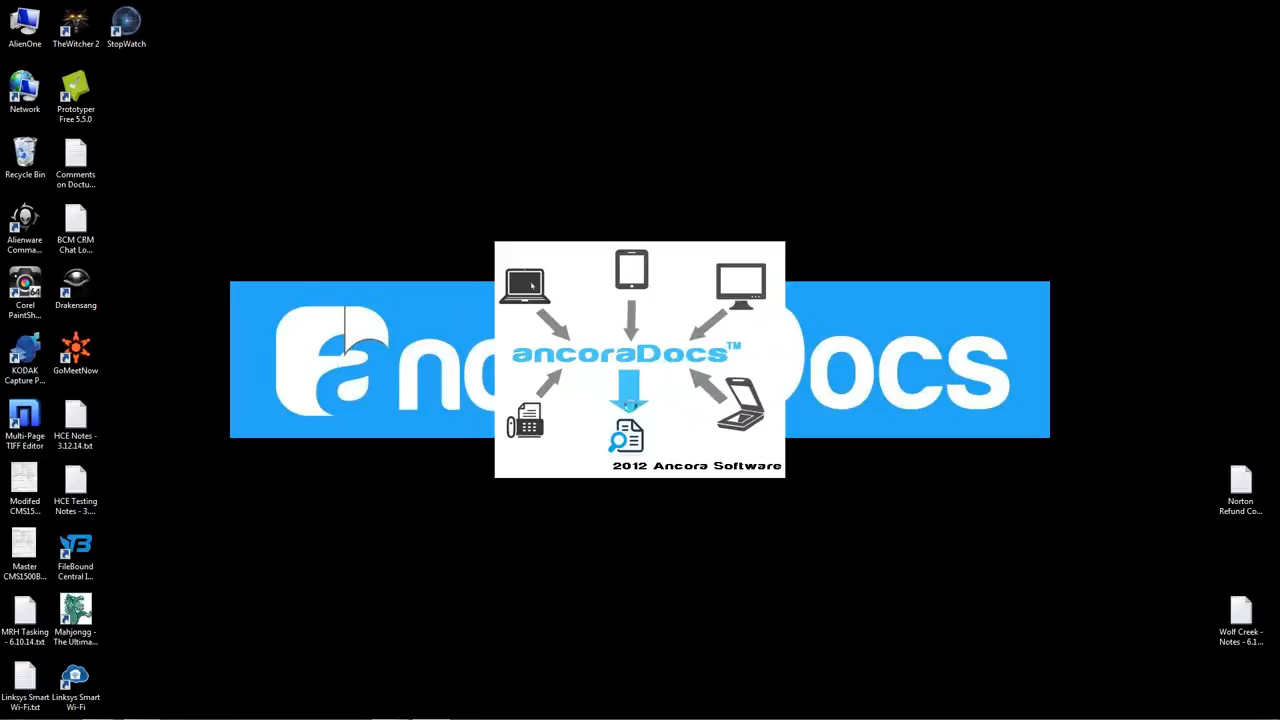 AlienOne
TheWitcher 2
StopWatch
Network
Prototyper
Free 5.5.0
Recycle Bin
Comments
on Doctu...
Alienware
Comma...
BCM CRM
Chat Lo...
Corel
PaintSh...
Drakensang
KODAK
Capture P...
GoMeetNow
Multi-Page
TIFF Editor
HCE Notes -
3.12.14.txt
Modifed
CMS15...
HCE Testing
Notes - 3....
Master
CMS1500B...
FileBound
Central I...
MRH Tasking
- 6.10.14.txt
Mahjongg -
The Ultima...
Linksys Smart
Wi-Fi.txt
Linksys Smart
Wi-Fi
anc Docs
ancoraDocs™
2012 Ancora Software
Norton
Refund Co...
Wolf Creek -
Notes - 6.1...